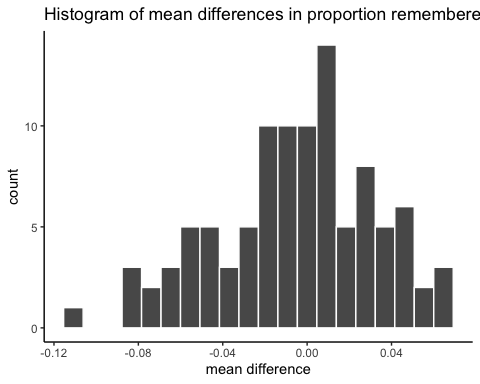 Histogram of mean differences in proportion remembere
count
10
5
0
-0.12 -0.08 -0.04 0.00 0.04
mean difference